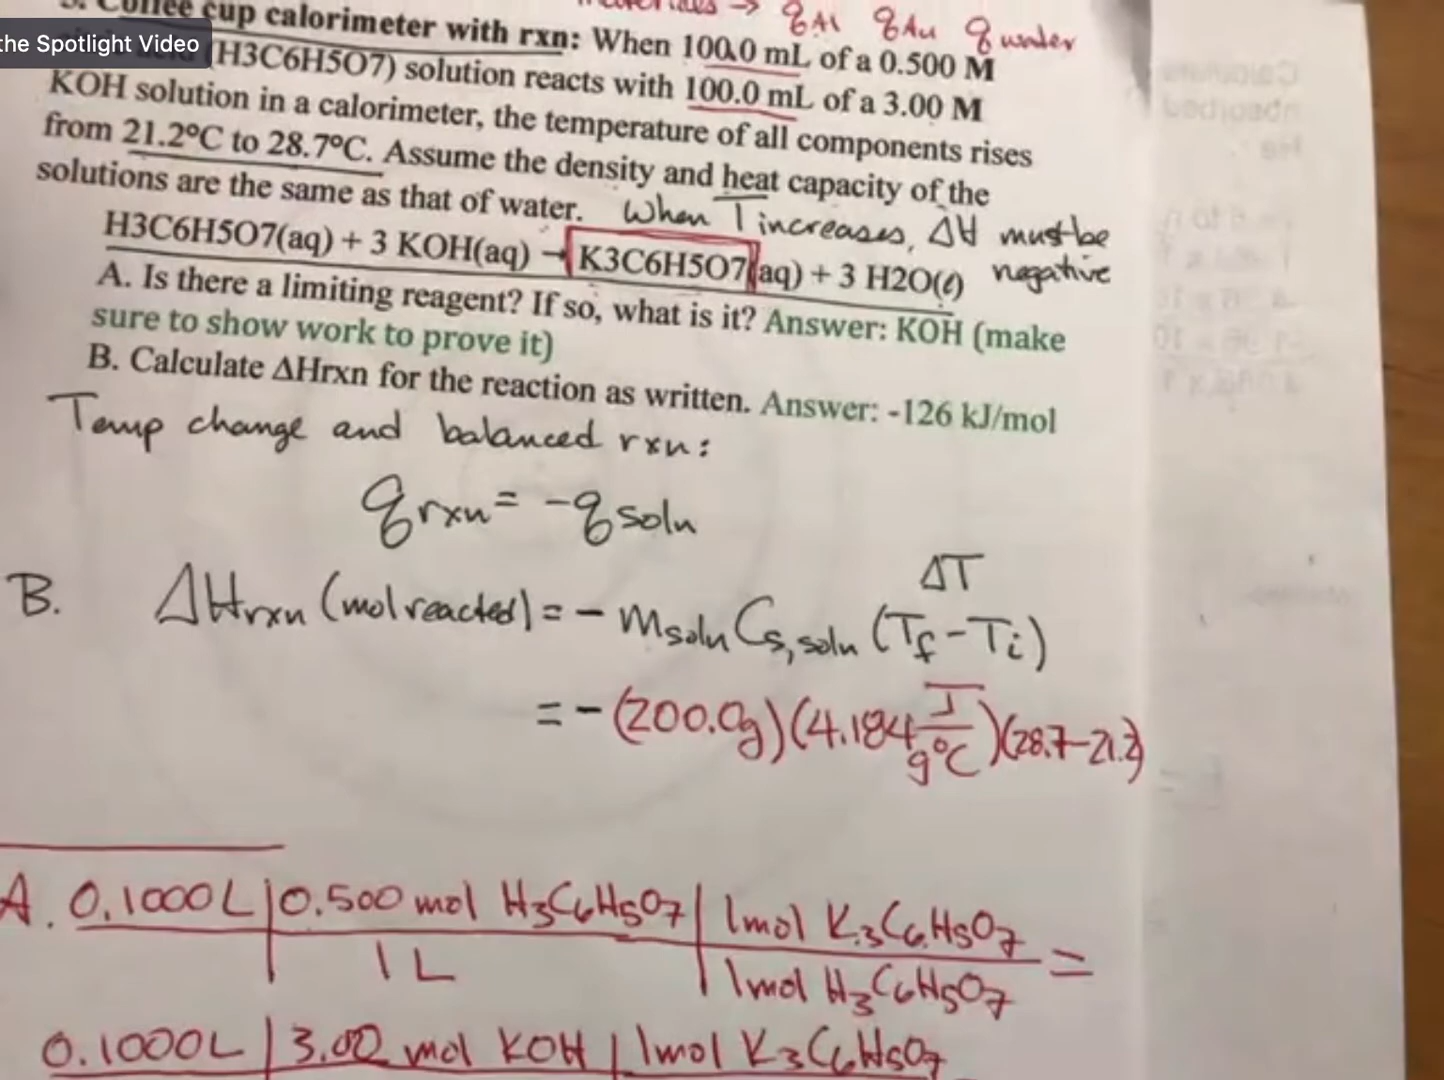 the Spotlight Video
materials → qAl qAu qwater
Coffee cup calorimeter with rxn: When 100.0 mL of a 0.500 M
(H3C6H5O7) solution reacts with 100.0 mL of a 3.00 M
KOH solution in a calorimeter, the temperature of all components rises
from 21.2ºC to 28.7ºC. Assume the density and heat capacity of the
solutions are the same as that of water. When T increases, ΔH must be
negative
H3C6H5O7(aq) + 3 KOH(aq) → K3C6H5O7(aq) + 3 H2O(ℓ)
A. Is there a limiting reagent? If so, what is it? Answer: KOH (make
sure to show work to prove it)
B. Calculate ΔHrxn for the reaction as written. Answer: -126 kJ/mol
Temp change and balanced rxn:
qrxn = -qsoln
ΔT
B. ΔHrxn (mol reacted) = - msoln Cs,soln (Tf - Ti)
= - (200.0g)(4.184 J/g°C)(28.7-21.2)
A. 0.1000L | 0.500 mol H3C6H5O7 | 1mol K3C6H5O7 =
1 L | 1mol H3C6H5O7
0.1000L | 3.00 mol KOH | 1mol K3C6H5O7